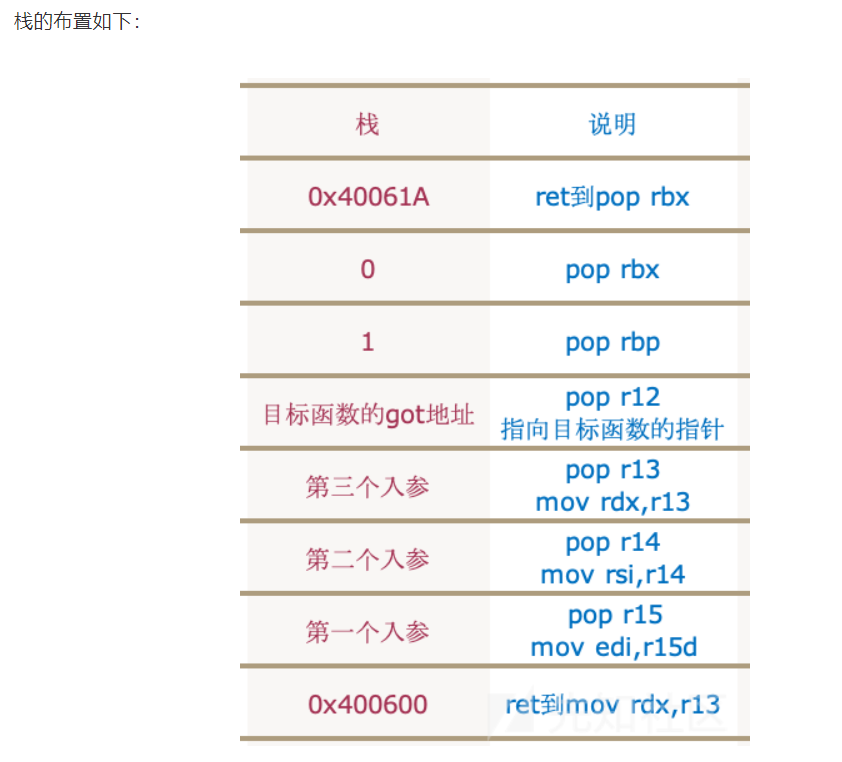 栈的布置如下：
栈 说明
0x40061A ret到pop rbx
0 pop rbx
1 pop rbp
目标函数的got地址 pop r12
指向目标函数的指针
第三个入参 pop r13
mov rdx,r13
第二个入参 pop r14
mov rsi,r14
第一个入参 pop r15
mov edi,r15d
0x400600 ret到mov rdx,r13